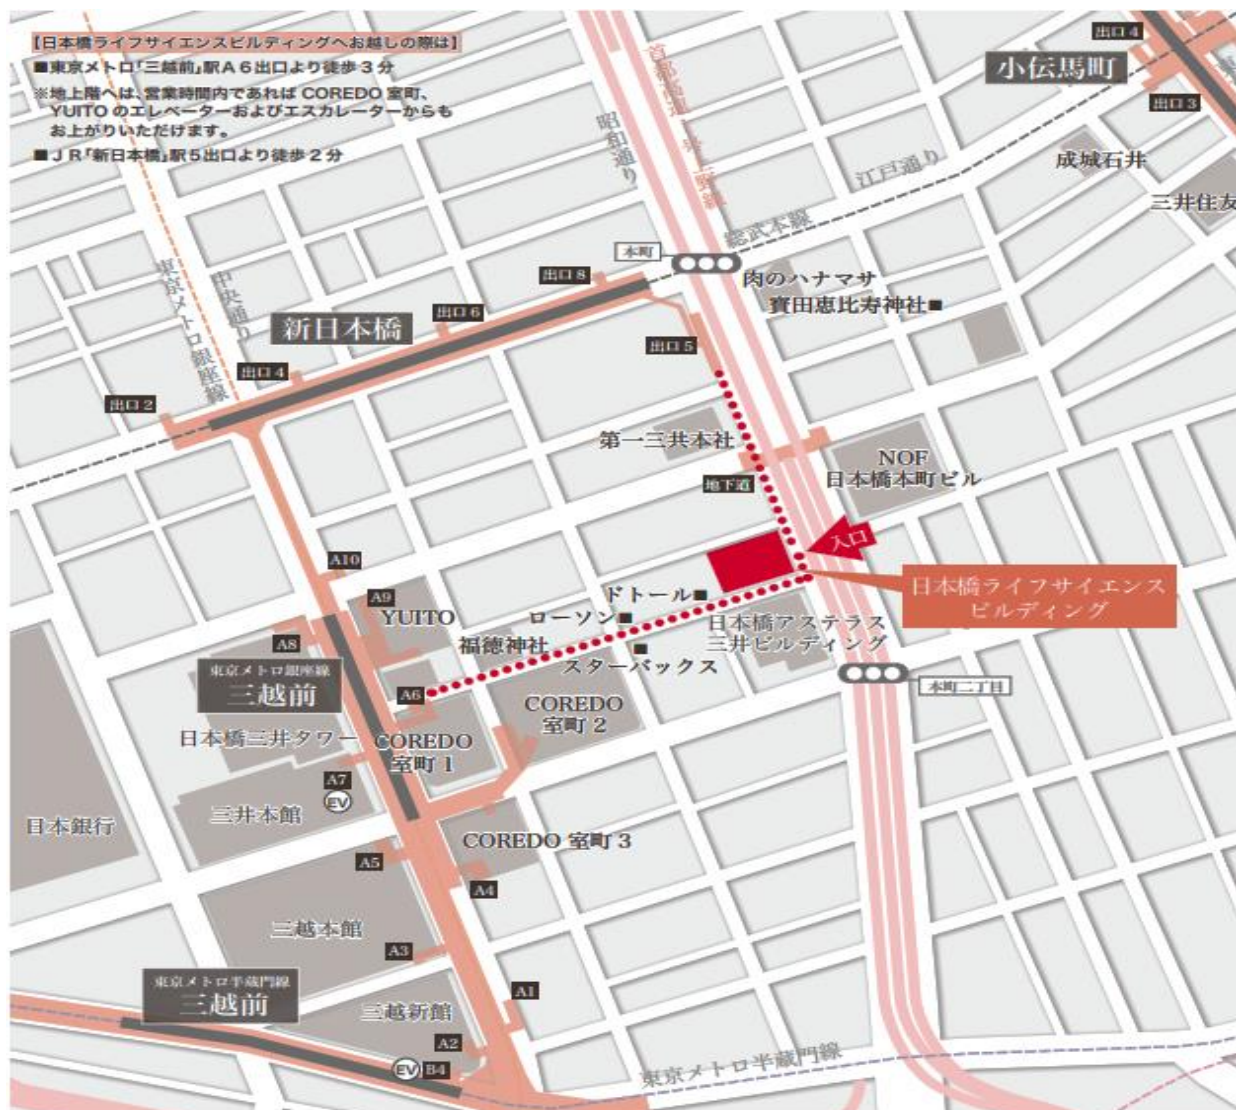 【日本橋ライフサイエンスビルディングへお越しの際は】
■東京メトロ「三越前」駅A6出口より徒歩3分
※地上階へは、営業時間内であれば COREDO 室町、
YUITO のエレベーターおよびエスカレーターからも
お上がりいただけます。
■JR「新日本橋」駅5出口より徒歩2分
出口4
小伝馬町
出口3
首都高速一号上野線
昭和通り
江戸通り
成城石井
三井住友
総武本線
本町
東京メトロ銀座線
中央通り
出口8
肉のハナマサ
寳田恵比寿神社■
出口6
新日本橋
出口5
出口4
出口2
第一三共本社
NOF
日本橋本町ビル
地下道
入口
A10
日本橋ライフサイエンス
ビルディング
A9
YUITO
ドトール■
ローソン■
日本橋アステラス
三井ビルディング
A8
福徳神社
スターバックス
東京メトロ銀座線
三越前
A6
本町二丁目
COREDO
室町 2
日本橋三井タワー
COREDO
室町 1
A7
EV
三井本館
日本銀行
COREDO 室町 3
A5
A4
三越本館
A3
東京メトロ半蔵門線
三越前
A1
三越新館
A2
EV
B4
東京メトロ半蔵門線